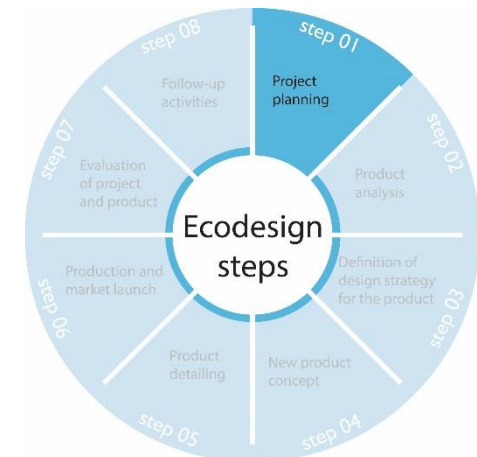 step 01
Project
planning
step 02
Product
analysis
step 03
Definition of
design strategy
for the product
step 04
New product
concept
step 05
Product
detailing
step 06
Production and
market launch
step 07
Evaluation
of project
and product
step 08
Follow-up
activities
Ecodesign
steps